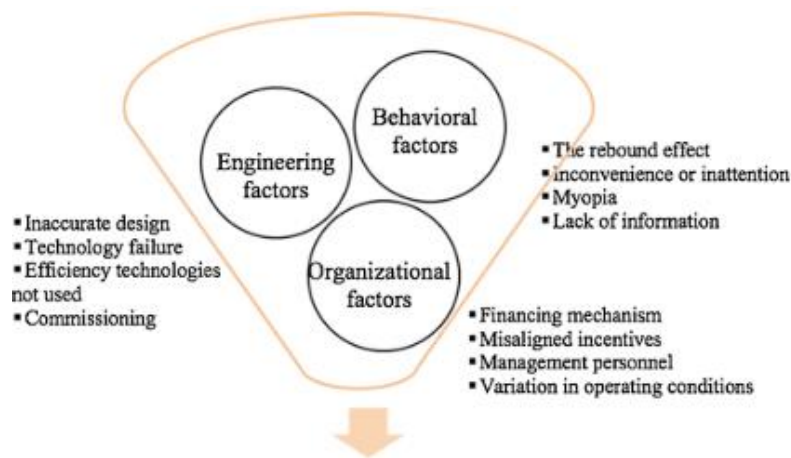 Behavioral
factors
Engineering
factors
Organizational
factors
▪The rebound effect
▪inconvenience or inattention
▪Myopia
▪Lack of information
▪Inaccurate design
▪Technology failure
▪Efficiency technologies
not used
▪Commissioning
▪Financing mechanism
▪Misaligned incentives
▪Management personnel
▪Variation in operating conditions